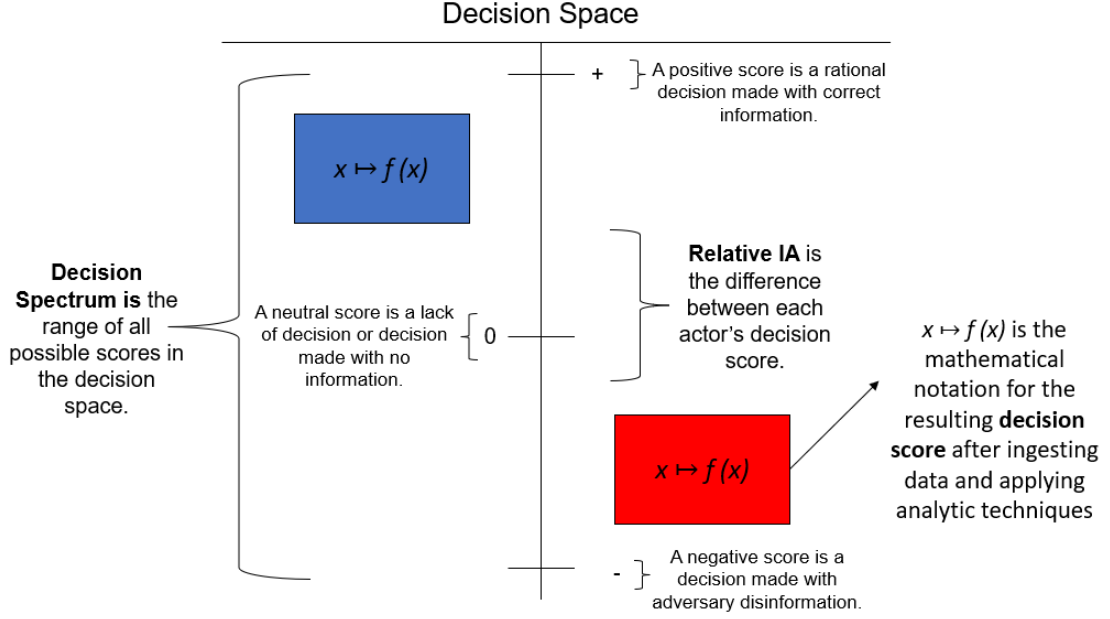 Decision Space
+
A positive score is a rational
decision made with correct
information.
x ↦ f (x)
Decision
Spectrum is the
range of all
possible scores in
the decision
space.
A neutral score is a lack
of decision or decision
made with no
information.
0
Relative IA is
the difference
between each
actor’s decision
score.
x ↦ f (x) is the
mathematical
notation for the
resulting decision
score after ingesting
data and applying
analytic techniques
x ↦ f (x)
-
A negative score is a
decision made with
adversary disinformation.